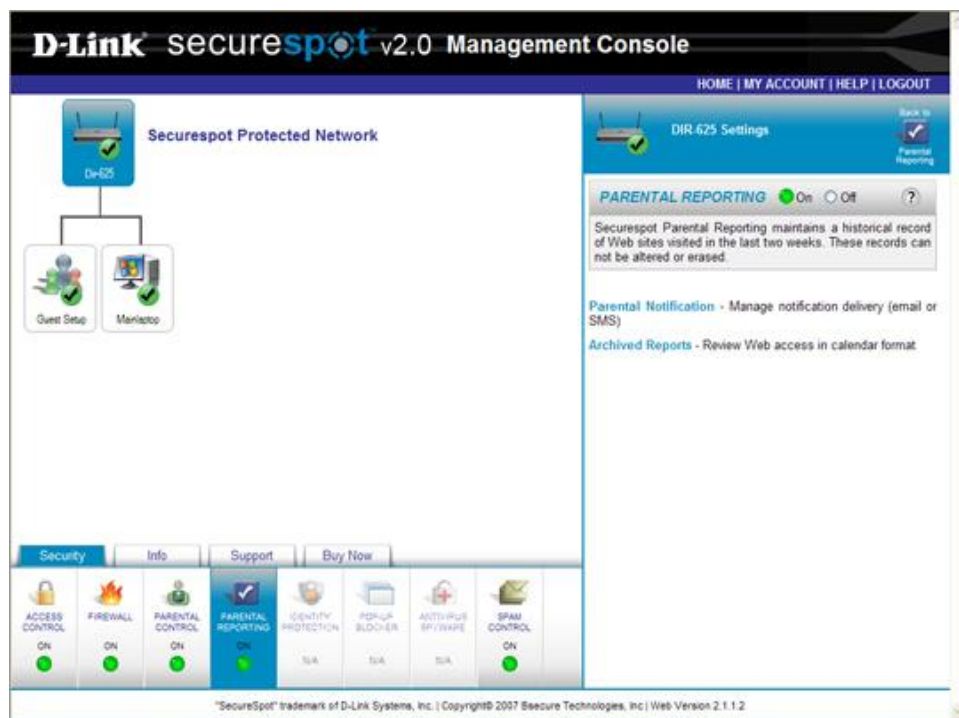 D-Link securespot v2.0 Management Console
HOME | MY ACCOUNT | HELP | LOGOUT
Securespot Protected Network
Dir-625
Guest Setup
Mainlaptop
DIR-625 Settings
Back to
Parental
Reporting
PARENTAL REPORTING On Off ?
Securespot Parental Reporting maintains a historical record
of Web sites visited in the last two weeks. These records can
not be altered or erased.
Parental Notification - Manage notification delivery (email or
SMS)
Archived Reports - Review Web access in calendar format
Security Info Support Buy Now
ACCESS
CONTROL
ON
FIREWALL
ON
PARENTAL
CONTROL
ON
PARENTAL
REPORTING
ON
IDENTITY
PROTECTION
N/A
POP-UP
BLOCKER
N/A
ANTIVIRUS
SPYWARE
N/A
SPAM
CONTROL
ON
"SecureSpot" trademark of D-Link Systems, Inc. | Copyright© 2007 Bsecure Technologies, Inc | Web Version 2.1.1.2